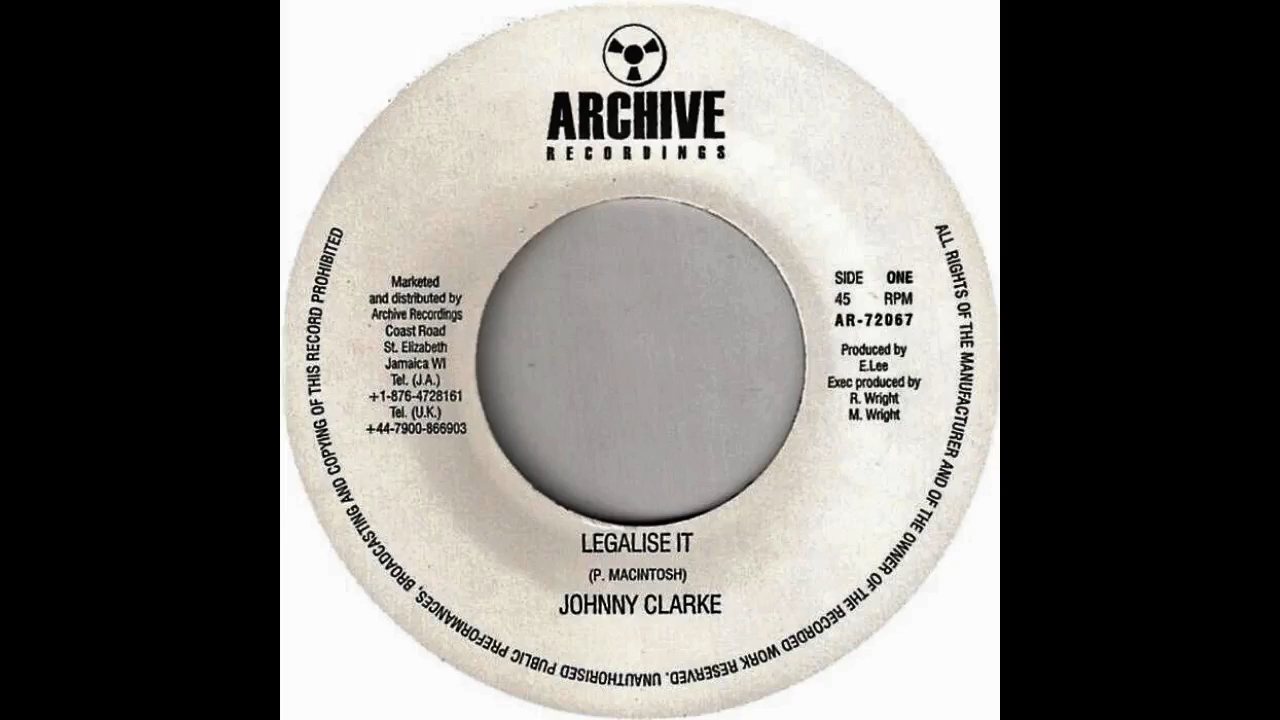 ARCHIVE
RECORDINGS
Marketed
and distributed by
Archive Recordings
Coast Road
St. Elizabeth
Jamaica WI
Tel. (J.A.)
+1-876-4728161
Tel. (U.K.)
+44-7900-866903
SIDE ONE
45 RPM
AR-72067
Produced by
E.Lee
Exec produced by
R. Wright
M. Wright
LEGALISE IT
(P. MACINTOSH)
JOHNNY CLARKE
ALL RIGHTS OF THE MANUFACTURER AND OF THE OWNER OF THE RECORDED WORK RESERVED. UNAUTHORISED PUBLIC PREFORMANCES, BROADCASTING AND COPYING OF THIS RECORD PROHIBITED